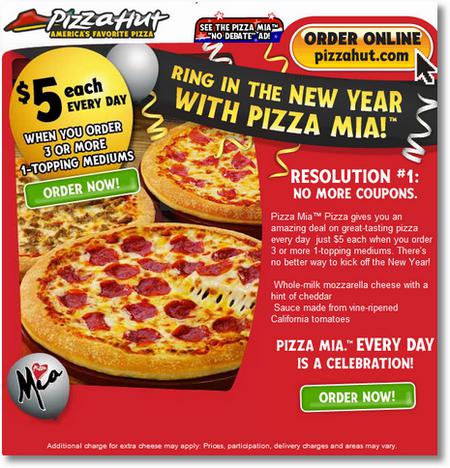 Pizza Hut
AMERICA'S FAVORITE PIZZA
SEE THE PIZZA MIA™
"NO DEBATE" AD!
ORDER ONLINE
pizzahut.com
$5 each
EVERY DAY
WHEN YOU ORDER
3 OR MORE
1-TOPPING MEDIUMS
ORDER NOW!
RING IN THE NEW YEAR
WITH PIZZA MIA!™
RESOLUTION #1:
NO MORE COUPONS.
Pizza Mia™ Pizza gives you an
amazing deal on great-tasting pizza
every day  just $5 each when you order
3 or more 1-topping mediums. There's
no better way to kick off the New Year!
Whole-milk mozzarella cheese with a
hint of cheddar
Sauce made from vine-ripened
California tomatoes
PIZZA MIA.™ EVERY DAY
IS A CELEBRATION!
ORDER NOW!
Pizza
Mia
Additional charge for extra cheese may apply. Prices, participation, delivery charges and areas may vary.